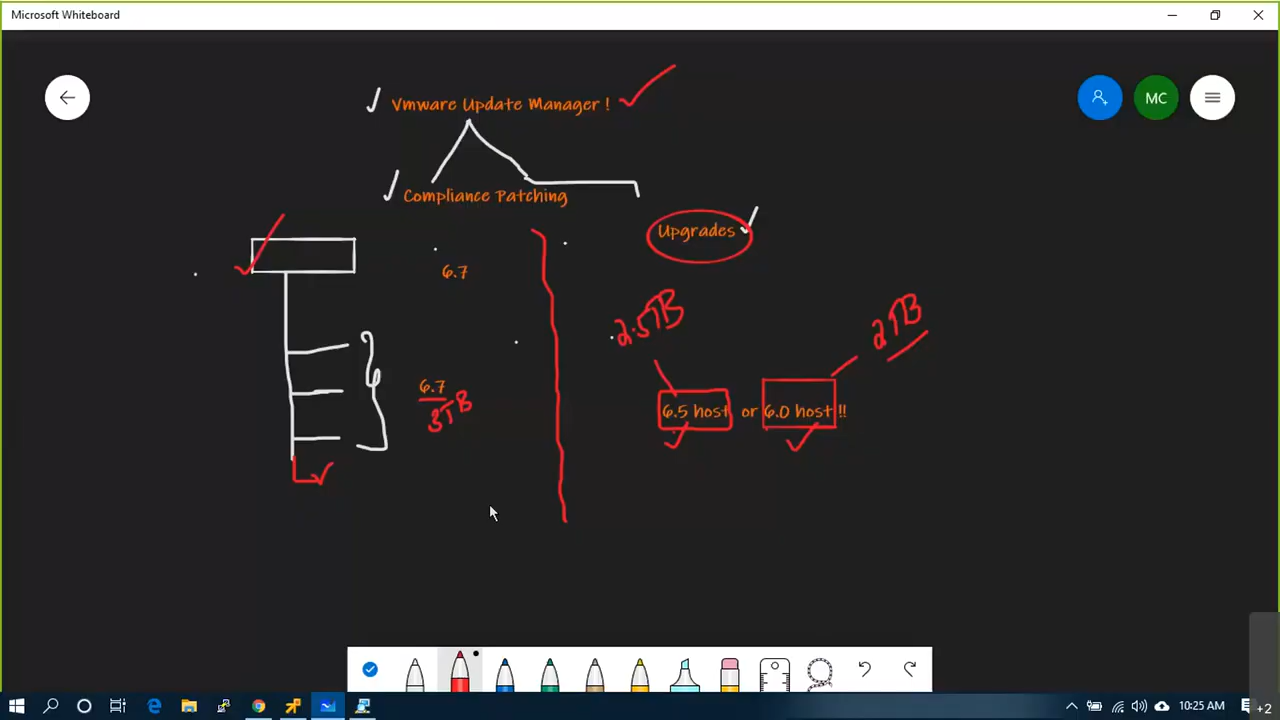 Microsoft Whiteboard
Vmware Update Manager !
MC
Compliance Patching
Upgrades
6.7
2.5TB
2TB
6.7
3TB
6.5 host or 6.0 host !!
10:25 AM
+2